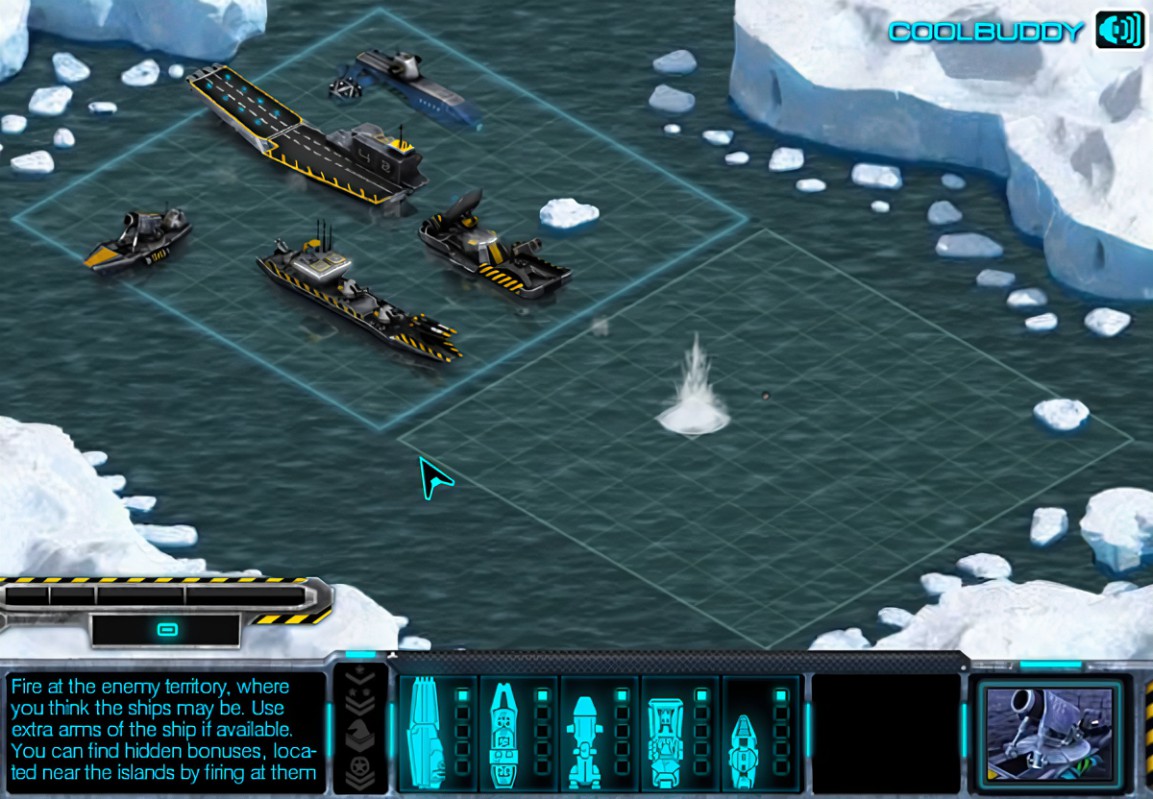 COOLBUDDY
Fire at the enemy territory, where
you think the ships may be. Use
extra arms of the ship if available.
You can find hidden bonuses, loca-
ted near the islands by firing at them